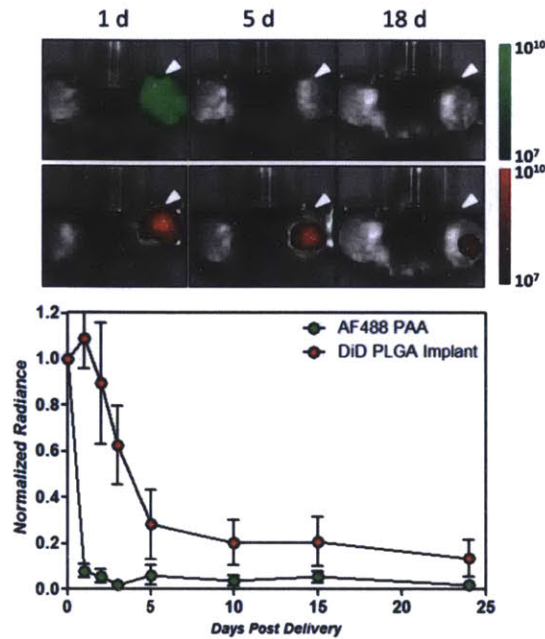 1 d 5 d 18 d
10¹⁰
10⁷
10¹⁰
10⁷
1.2
1.0
0.8
0.6
0.4
0.2
0.0
Normalized Radiance
AF488 PAA
DiD PLGA Implant
0 5 10 15 20 25
Days Post Delivery